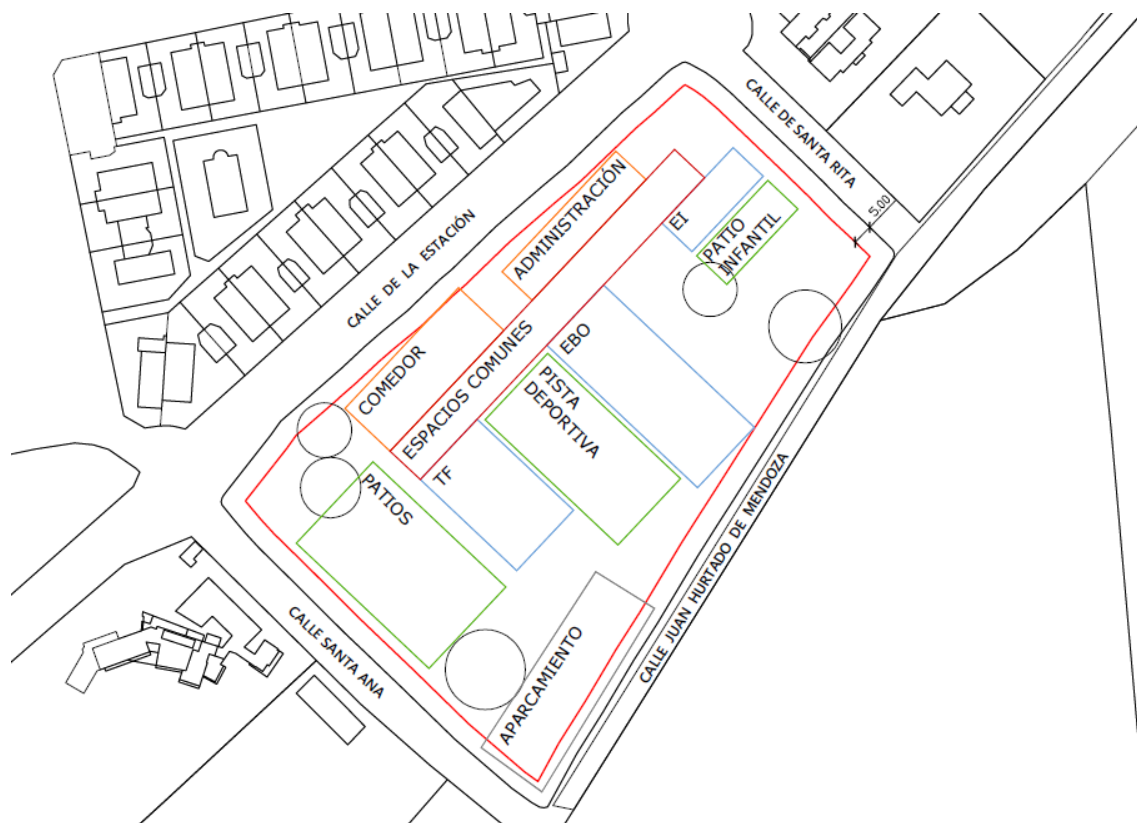 CALLE DE SANTA RITA
5.00
ADMINISTRACIÓN
EI
PATIO
INFANTIL
CALLE DE LA ESTACIÓN
EBO
ESPACIOS COMUNES
COMEDOR
PISTA
DEPORTIVA
TF
PATIOS
CALLE JUAN HURTADO DE MENDOZA
CALLE SANTA ANA
APARCAMIENTO